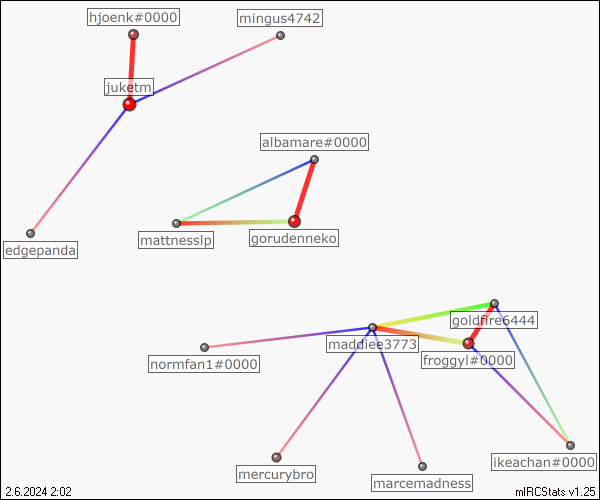 hjoenk#0000
mingus4742
juketm
albamare#0000
mattnesslp
gorudenneko
edgepanda
goldfire6444
maddiee3773
froggyl#0000
normfan1#0000
ikeachan#0000
mercurybro
marcemadness
2.6.2024 2:02
mIRCStats v1.25